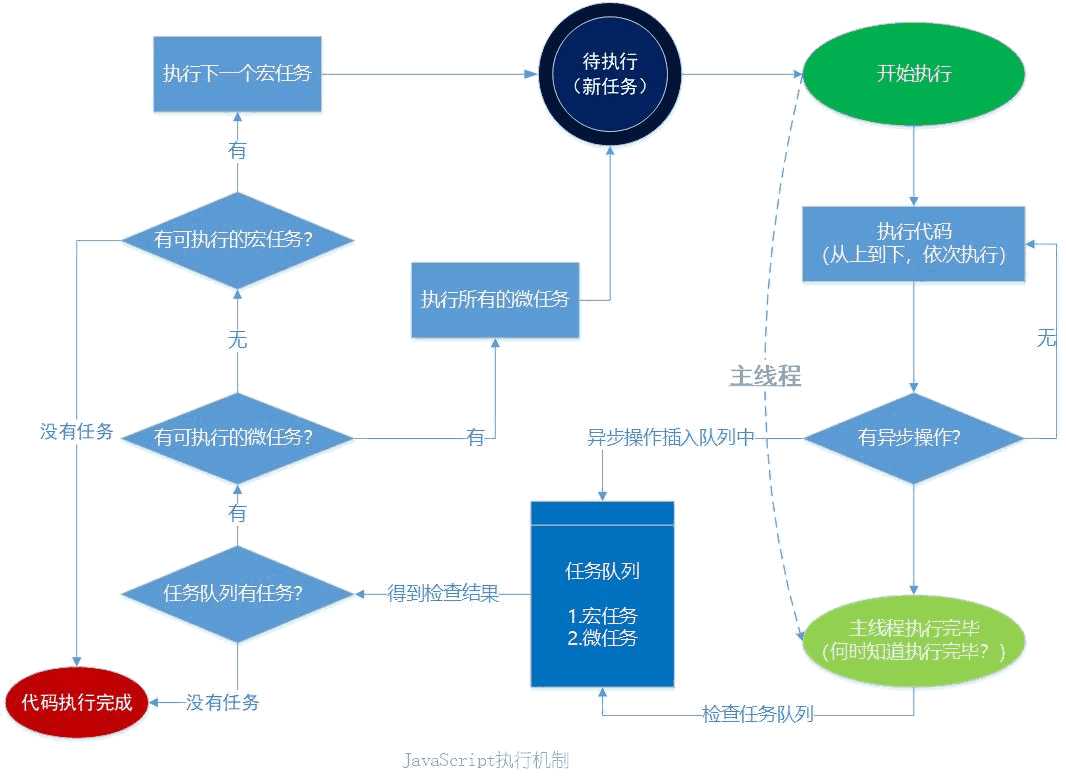 执行下一个宏任务
待执行
（新任务）
开始执行
有
有可执行的宏任务？
执行代码
（从上到下，依次执行）
执行所有的微任务
无
无
主线程
没有任务
有可执行的微任务？
有
异步操作插入队列中
有异步操作？
有
任务队列
任务队列有任务？
得到检查结果
1.宏任务
2.微任务
主线程执行完毕
（何时知道执行完毕？）
代码执行完成
没有任务
检查任务队列
JavaScript执行机制